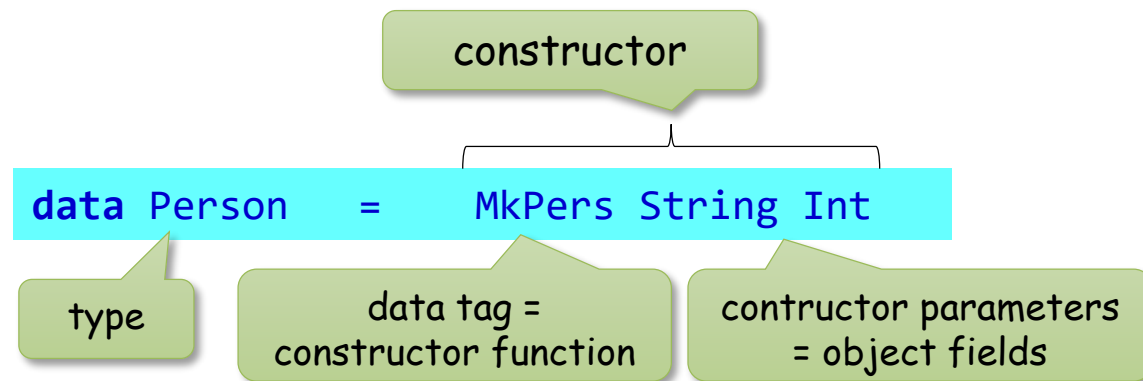 constructor
data Person = MkPers String Int
type
data tag =
constructor function
contructor parameters
= object fields